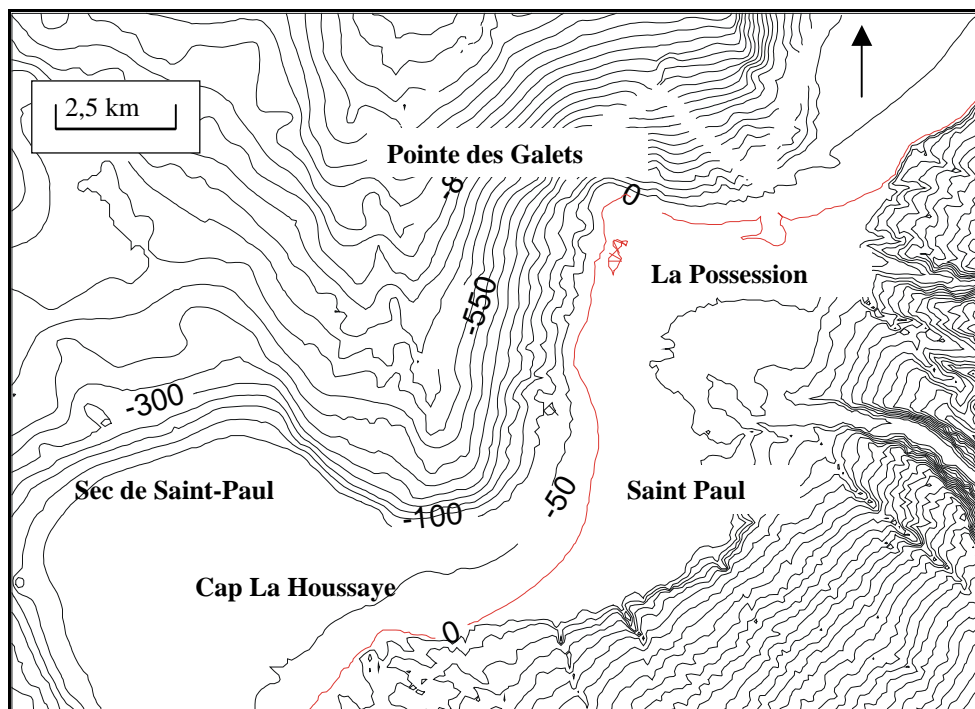 2,5 km
Pointe des Galets
0
La Possession
-550
-300
Sec de Saint-Paul
-50
Saint Paul
-100
Cap La Houssaye
0